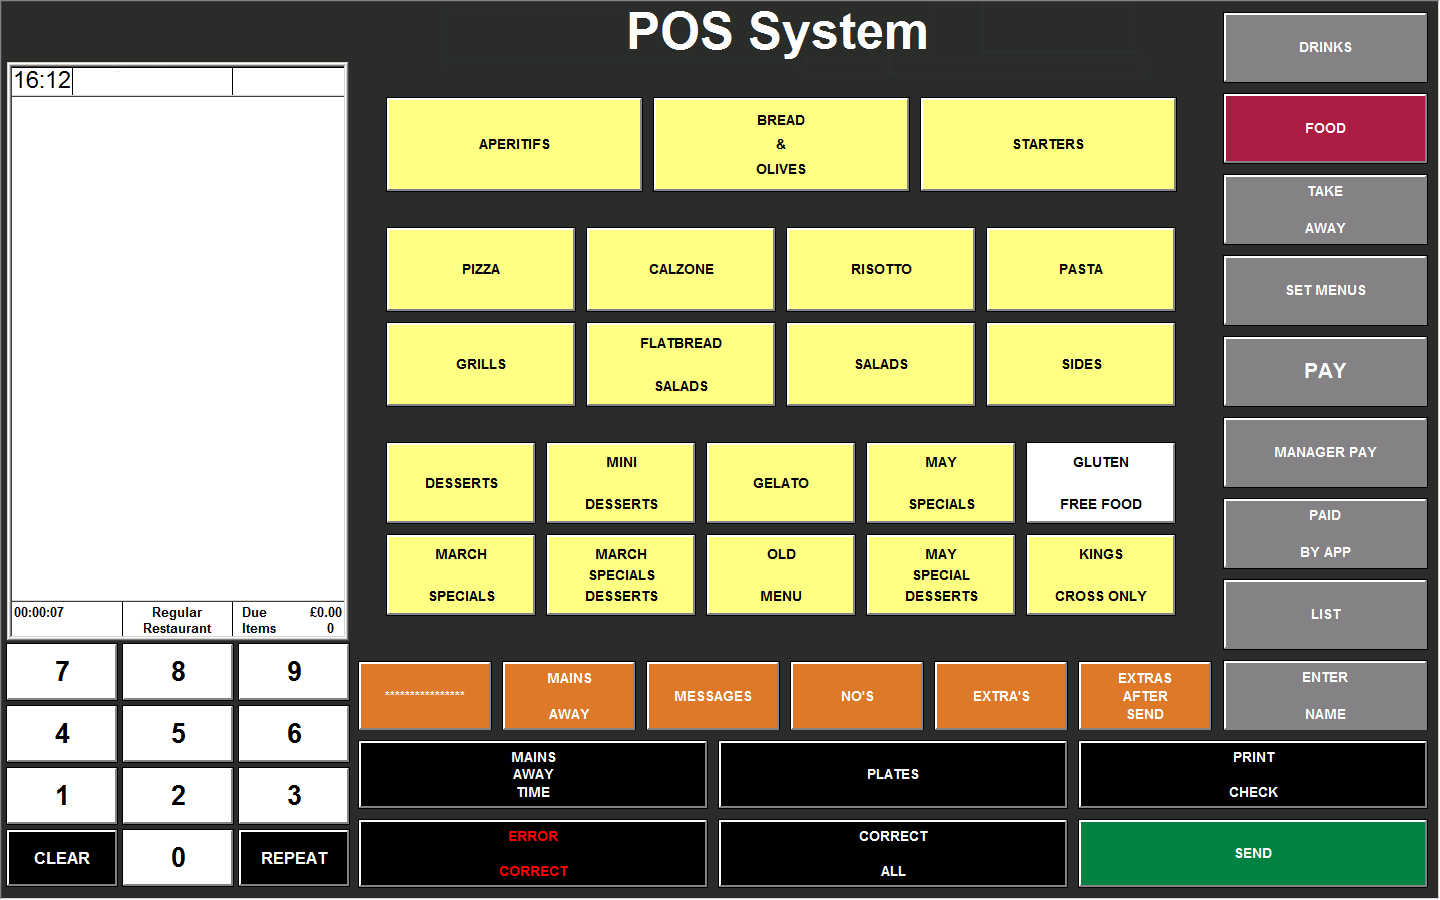 POS System
16:12
00:00:07
Regular
Restaurant
Due £0.00
Items 0
7
8
9
4
5
6
1
2
3
CLEAR
0
REPEAT
APERITIFS
BREAD
&
OLIVES
STARTERS
PIZZA
CALZONE
RISOTTO
PASTA
GRILLS
FLATBREAD
SALADS
SALADS
SIDES
DESSERTS
MINI
DESSERTS
GELATO
MAY
SPECIALS
GLUTEN
FREE FOOD
MARCH
SPECIALS
MARCH
SPECIALS
DESSERTS
OLD
MENU
MAY
SPECIAL
DESSERTS
KINGS
CROSS ONLY
****************
MAINS
AWAY
MESSAGES
NO'S
EXTRA'S
EXTRAS
AFTER
SEND
MAINS
AWAY
TIME
PLATES
PRINT
CHECK
ERROR
CORRECT
CORRECT
ALL
SEND
DRINKS
FOOD
TAKE
AWAY
SET MENUS
PAY
MANAGER PAY
PAID
BY APP
LIST
ENTER
NAME